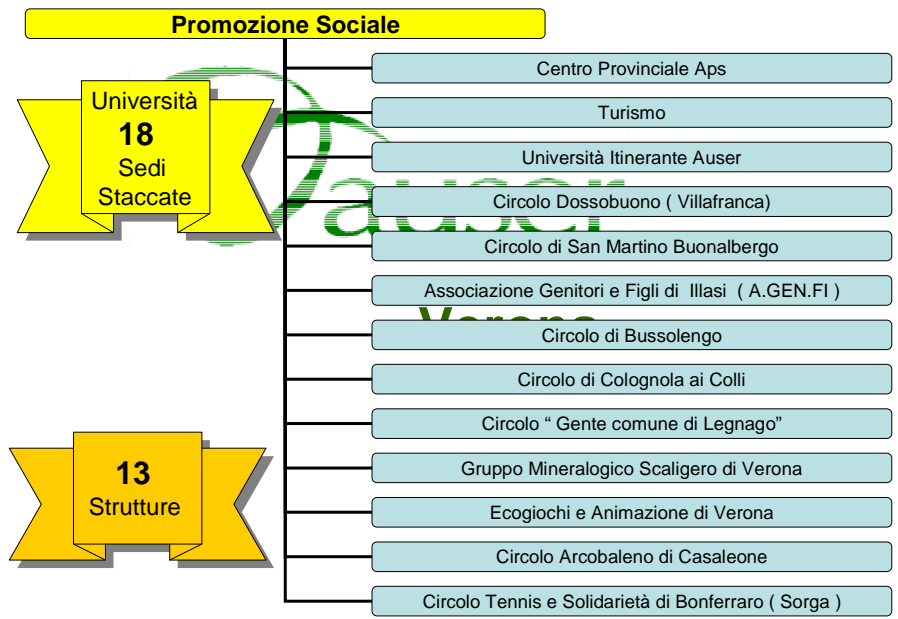 Promozione Sociale
Centro Provinciale Aps
Università
18
Sedi
Staccate
Turismo
Università Itinerante Auser
auser
Circolo Dossobuono ( Villafranca)
Circolo di San Martino Buonalbergo
Associazione Genitori e Figli di Illasi ( A.GEN.FI )
Verona
Circolo di Bussolengo
Circolo di Colognola ai Colli
Circolo “ Gente comune di Legnago”
13
Strutture
Gruppo Mineralogico Scaligero di Verona
Ecogiochi e Animazione di Verona
Circolo Arcobaleno di Casaleone
Circolo Tennis e Solidarietà di Bonferraro ( Sorga )